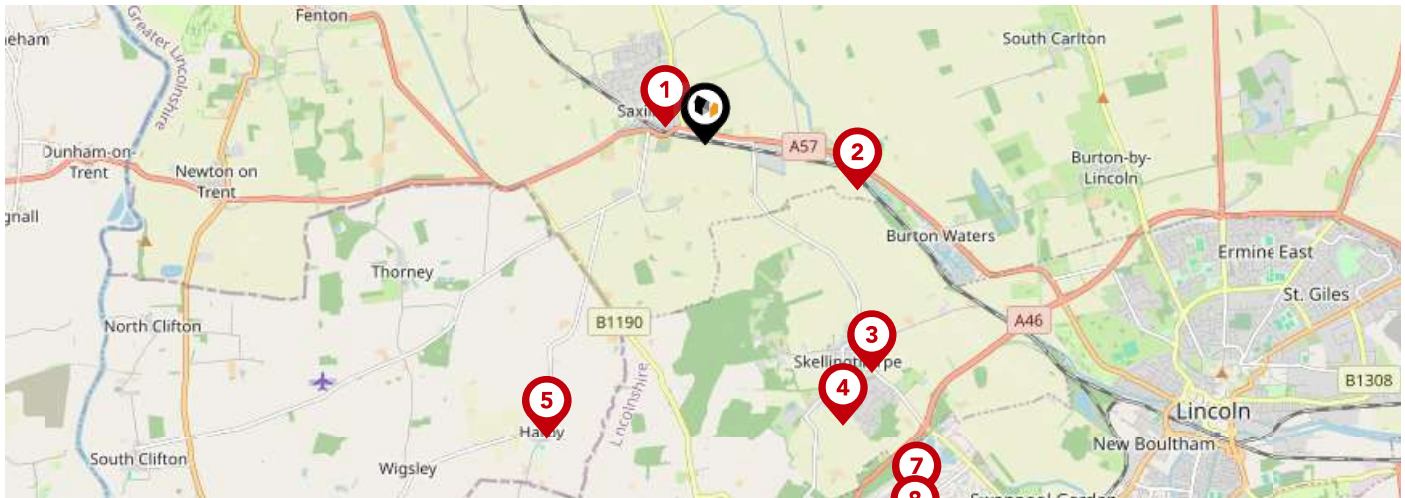 Fenton
South Carlton
Greater Lincolnshire
1
A57
2
Dunham-on-
Trent
Newton on
Trent
Burton-by-
Lincoln
Burton Waters
Ermine East
Thorney
St. Giles
North Clifton
B1190
A46
3
Skellingthorpe
4
B1308
5
Lincolnshire
Lincoln
New Boultham
South Clifton
Wigsley
7
8